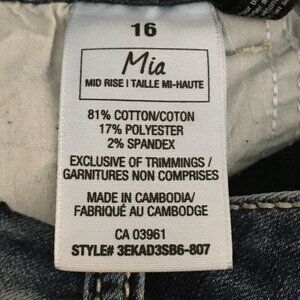 16
Mia
MID RISE | TAILLE MI-HAUTE
81% COTTON/COTON
17% POLYESTER
2% SPANDEX
EXCLUSIVE OF TRIMMINGS /
GARNITURES NON COMPRISES
MADE IN CAMBODIA/
FABRIQUÉ AU CAMBODGE
CA 03961
STYLE# 3EKAD3SB6-807